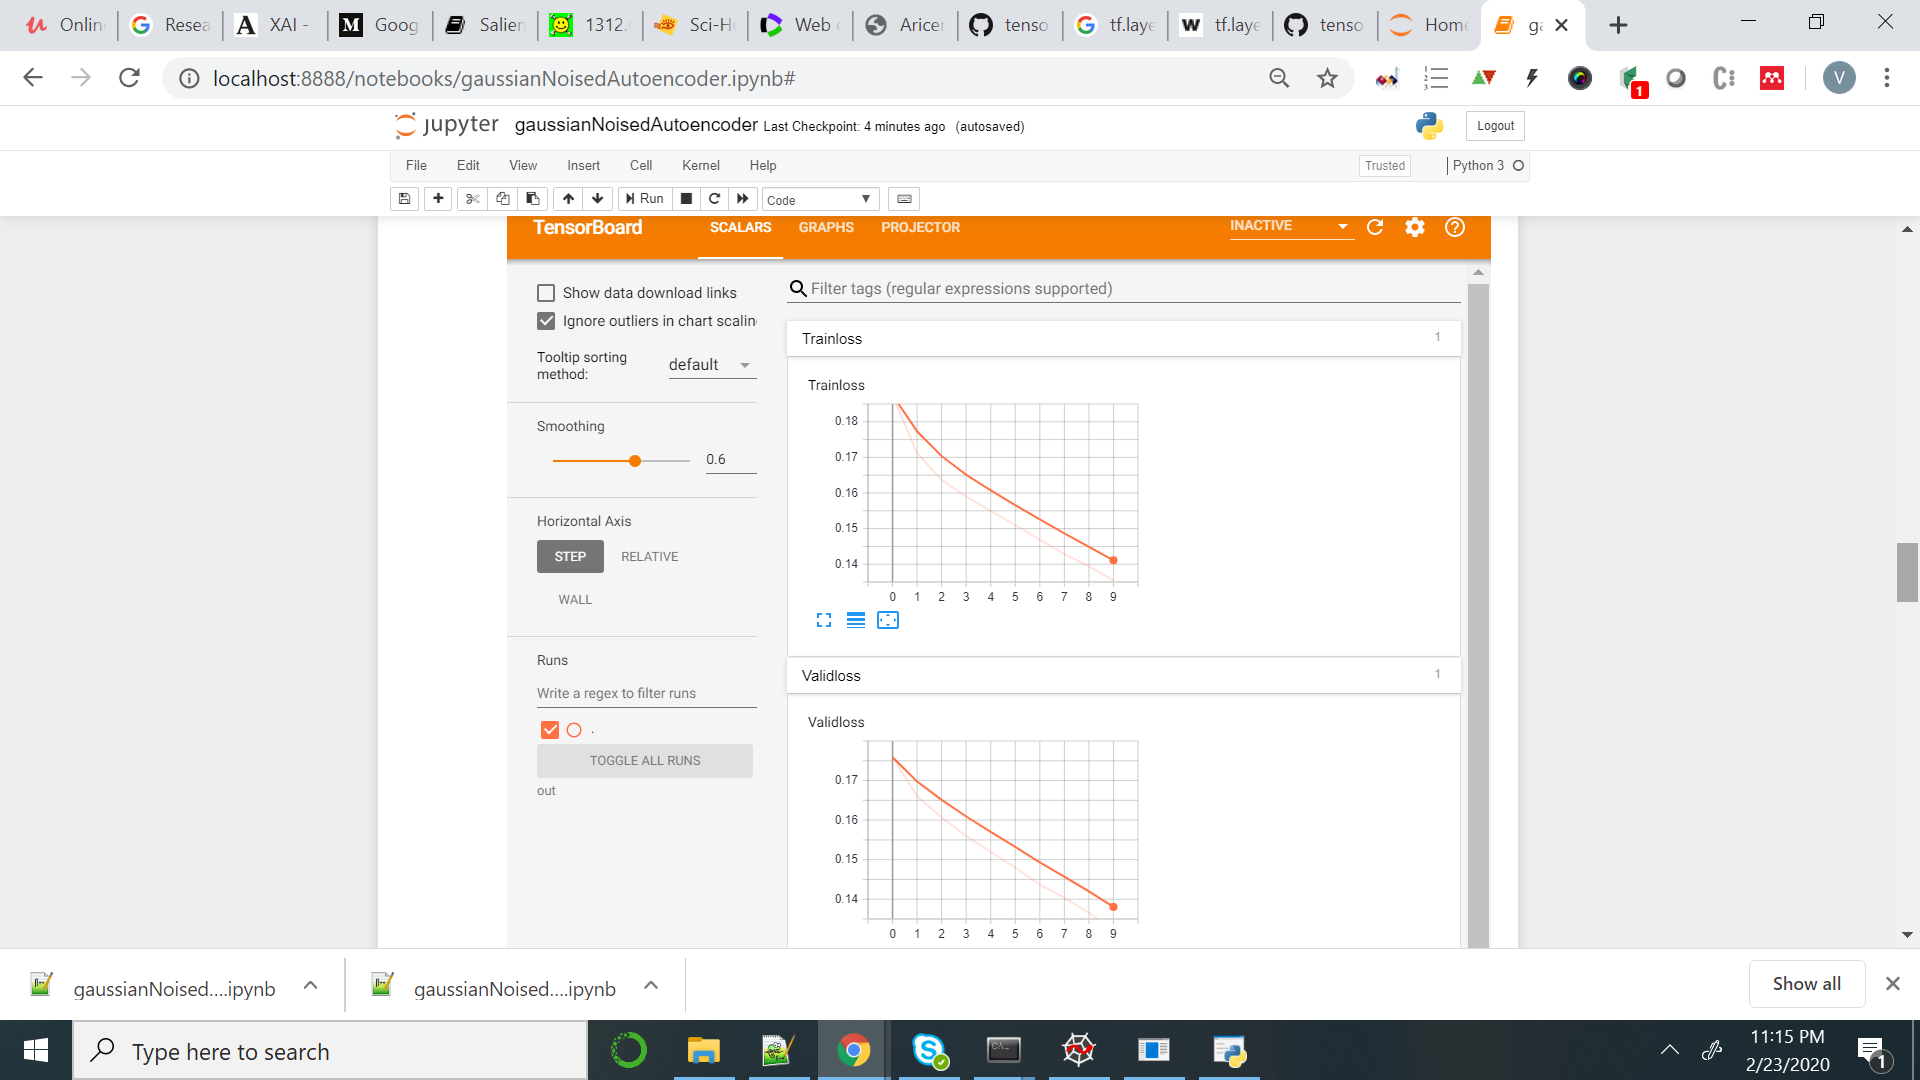 Onlin Resea XAI - Goog Salien 1312. Sci-H Web Aricer tenso tf.laye tf.laye tenso Home ga
localhost:8888/notebooks/gaussianNoisedAutoencoder.ipynb#
1
V
jupyter gaussianNoisedAutoencoder Last Checkpoint: 4 minutes ago (autosaved)
Logout
File Edit View Insert Cell Kernel Help
Trusted
Python 3
Run
Code
TensorBoard
SCALARS GRAPHS PROJECTOR
INACTIVE
Show data download links
Ignore outliers in chart scalin
Tooltip sorting
method:
default
Smoothing
0.6
Horizontal Axis
STEP RELATIVE
WALL
Runs
Write a regex to filter runs
.
TOGGLE ALL RUNS
out
Filter tags (regular expressions supported)
Trainloss 1
Trainloss
0.18
0.17
0.16
0.15
0.14
0 1 2 3 4 5 6 7 8 9
Validloss 1
Validloss
0.17
0.16
0.15
0.14
0 1 2 3 4 5 6 7 8 9
gaussianNoised....ipynb gaussianNoised....ipynb
Show all
Type here to search
11:15 PM
2/23/2020
1